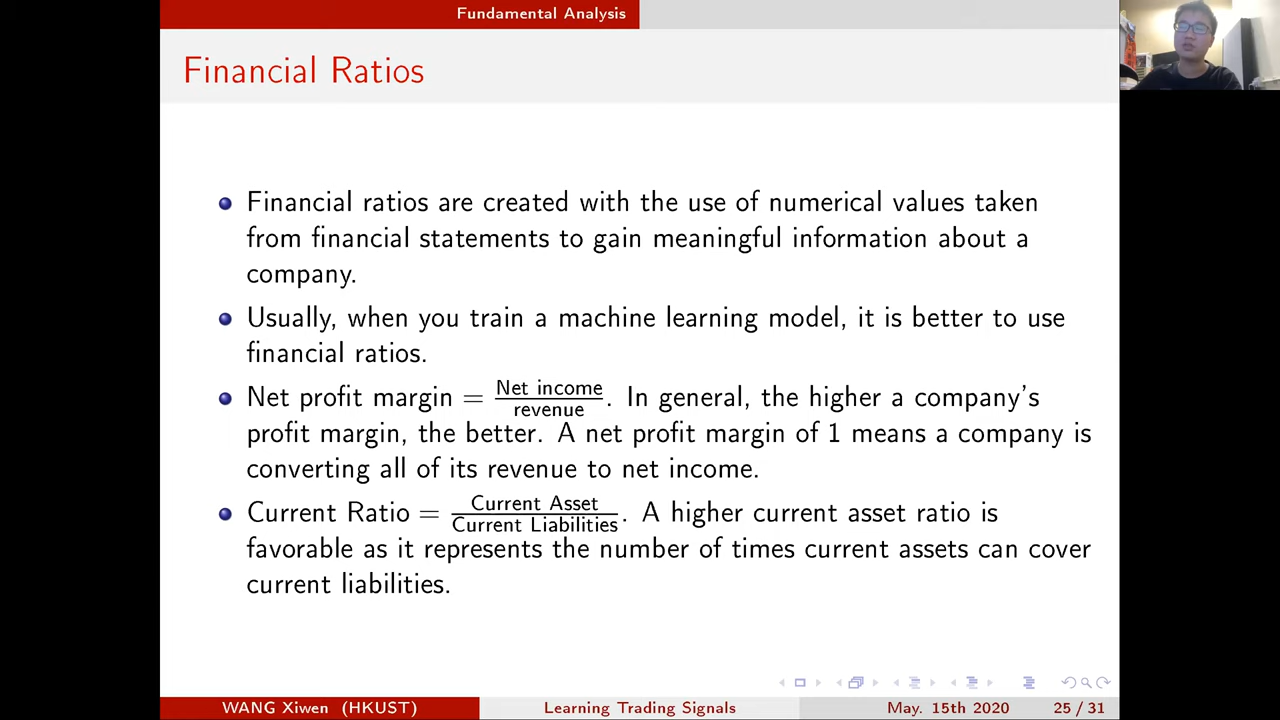 Fundamental Analysis
Financial Ratios
Financial ratios are created with the use of numerical values taken
from financial statements to gain meaningful information about a
company.
Usually, when you train a machine learning model, it is better to use
financial ratios.
Net profit margin = Net income / revenue. In general, the higher a company's
profit margin, the better. A net profit margin of 1 means a company is
converting all of its revenue to net income.
Current Ratio = Current Asset / Current Liabilities. A higher current asset ratio is
favorable as it represents the number of times current assets can cover
current liabilities.
WANG Xiwen (HKUST) Learning Trading Signals May. 15th 2020 25 / 31